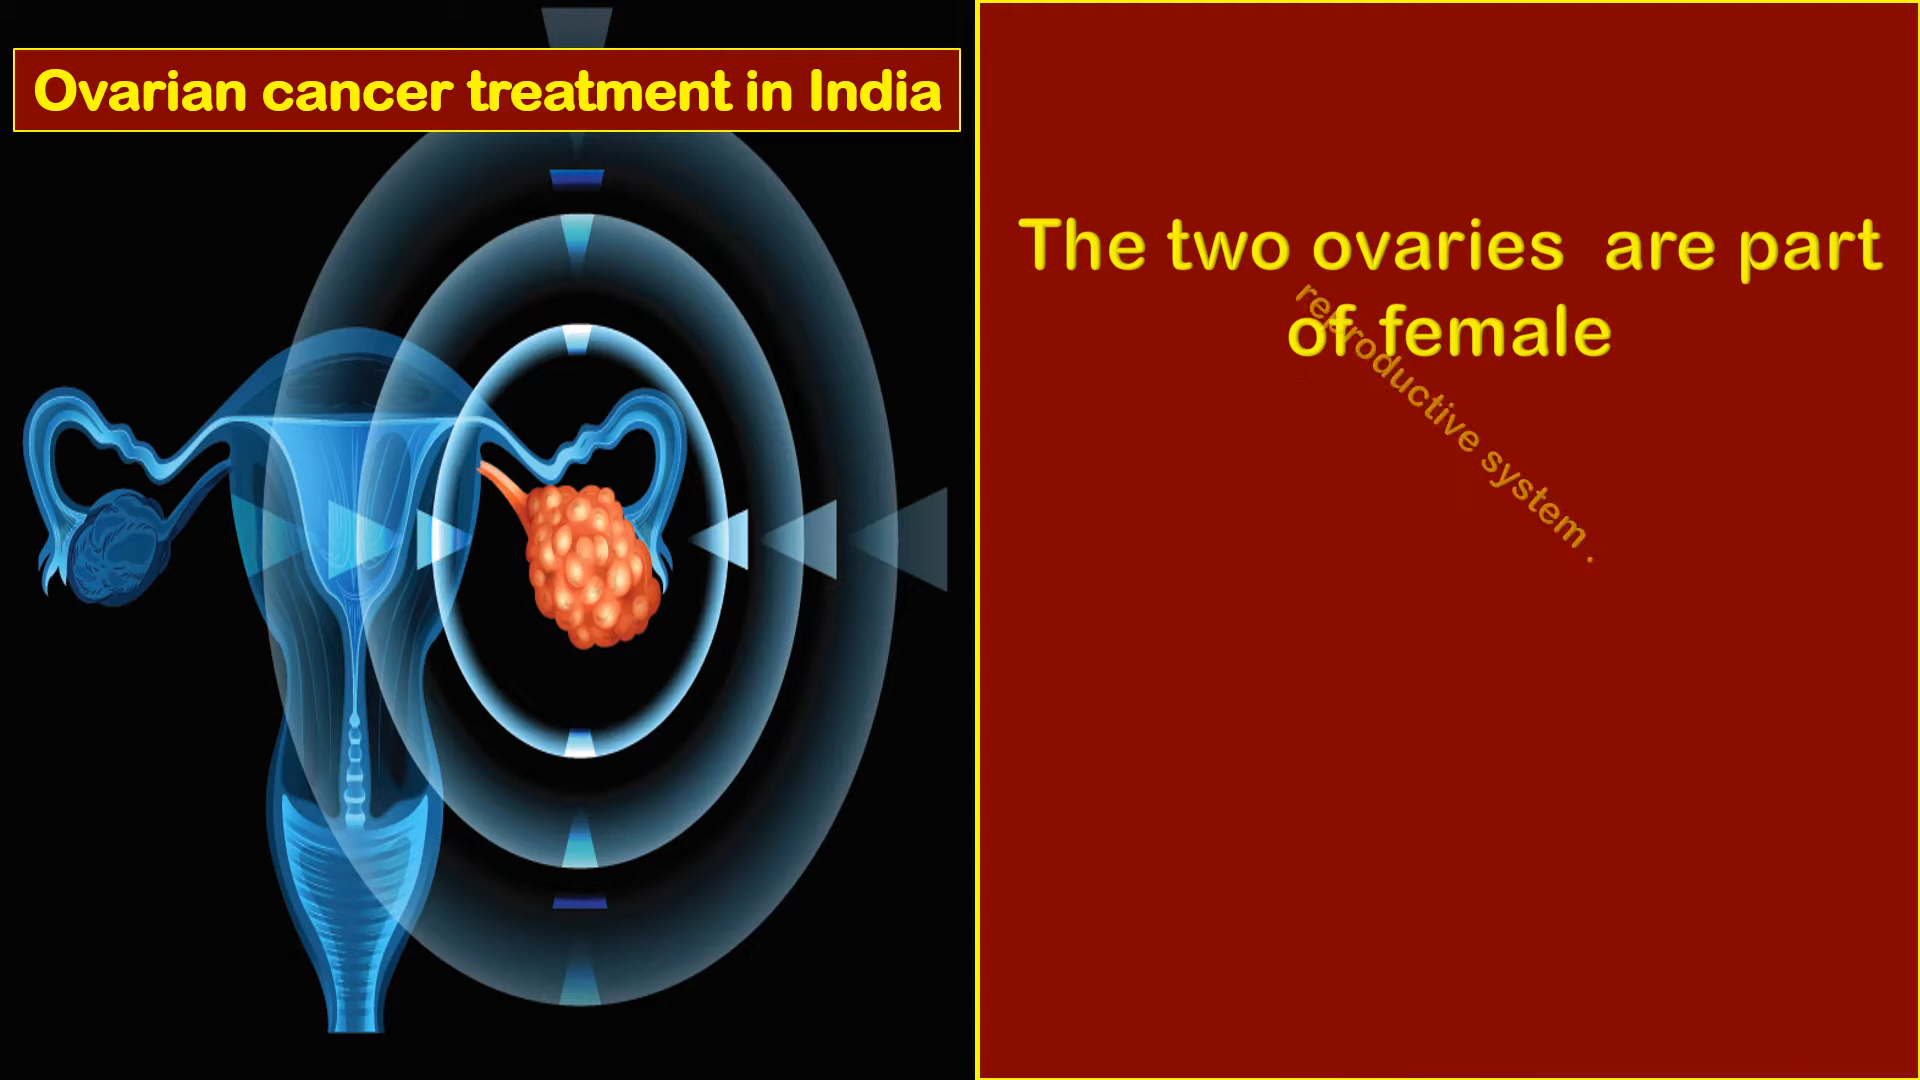 Ovarian cancer treatment in India
The two ovaries are part
of female
reproductive system .